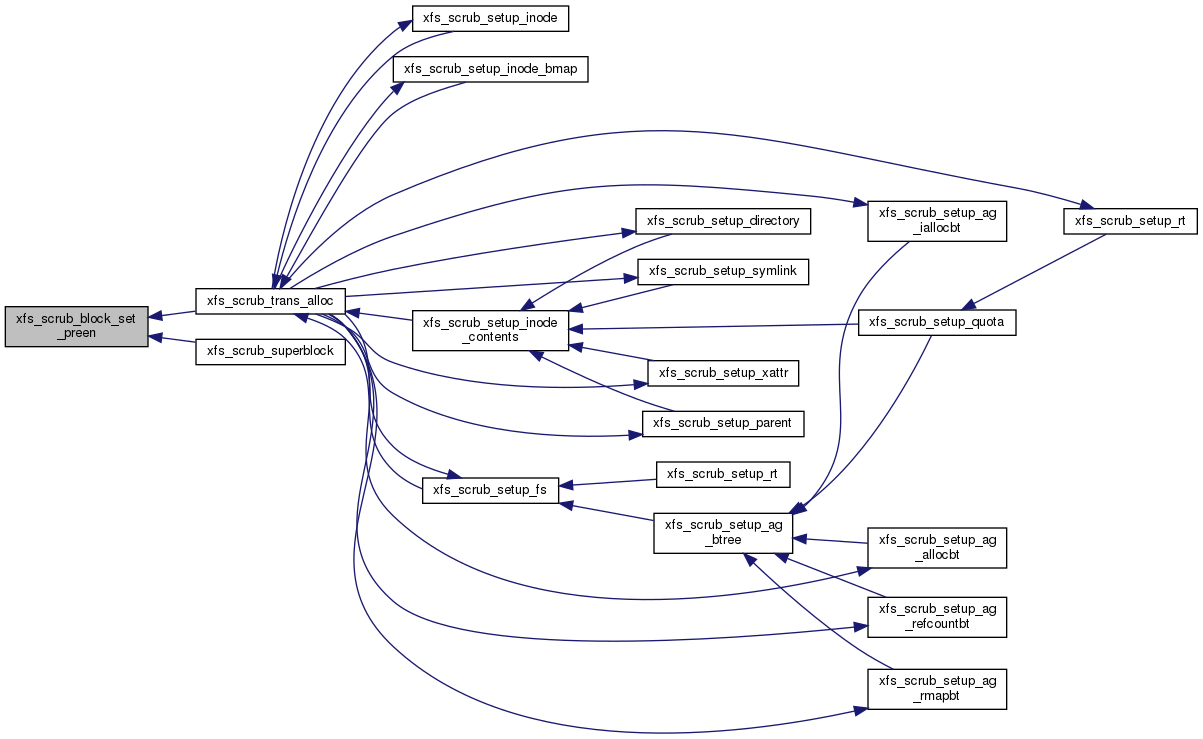 xfs_scrub_setup_inode
xfs_scrub_setup_inode_bmap
xfs_scrub_setup_ag
_iallocbt
xfs_scrub_setup_rt
xfs_scrub_setup_directory
xfs_scrub_setup_symlink
xfs_scrub_trans_alloc
xfs_scrub_block_set
_preen
xfs_scrub_setup_inode
_contents
xfs_scrub_setup_quota
xfs_scrub_superblock
xfs_scrub_setup_xattr
xfs_scrub_setup_parent
xfs_scrub_setup_rt
xfs_scrub_setup_fs
xfs_scrub_setup_ag
_btree
xfs_scrub_setup_ag
_allocbt
xfs_scrub_setup_ag
_refcountbt
xfs_scrub_setup_ag
_rmapbt